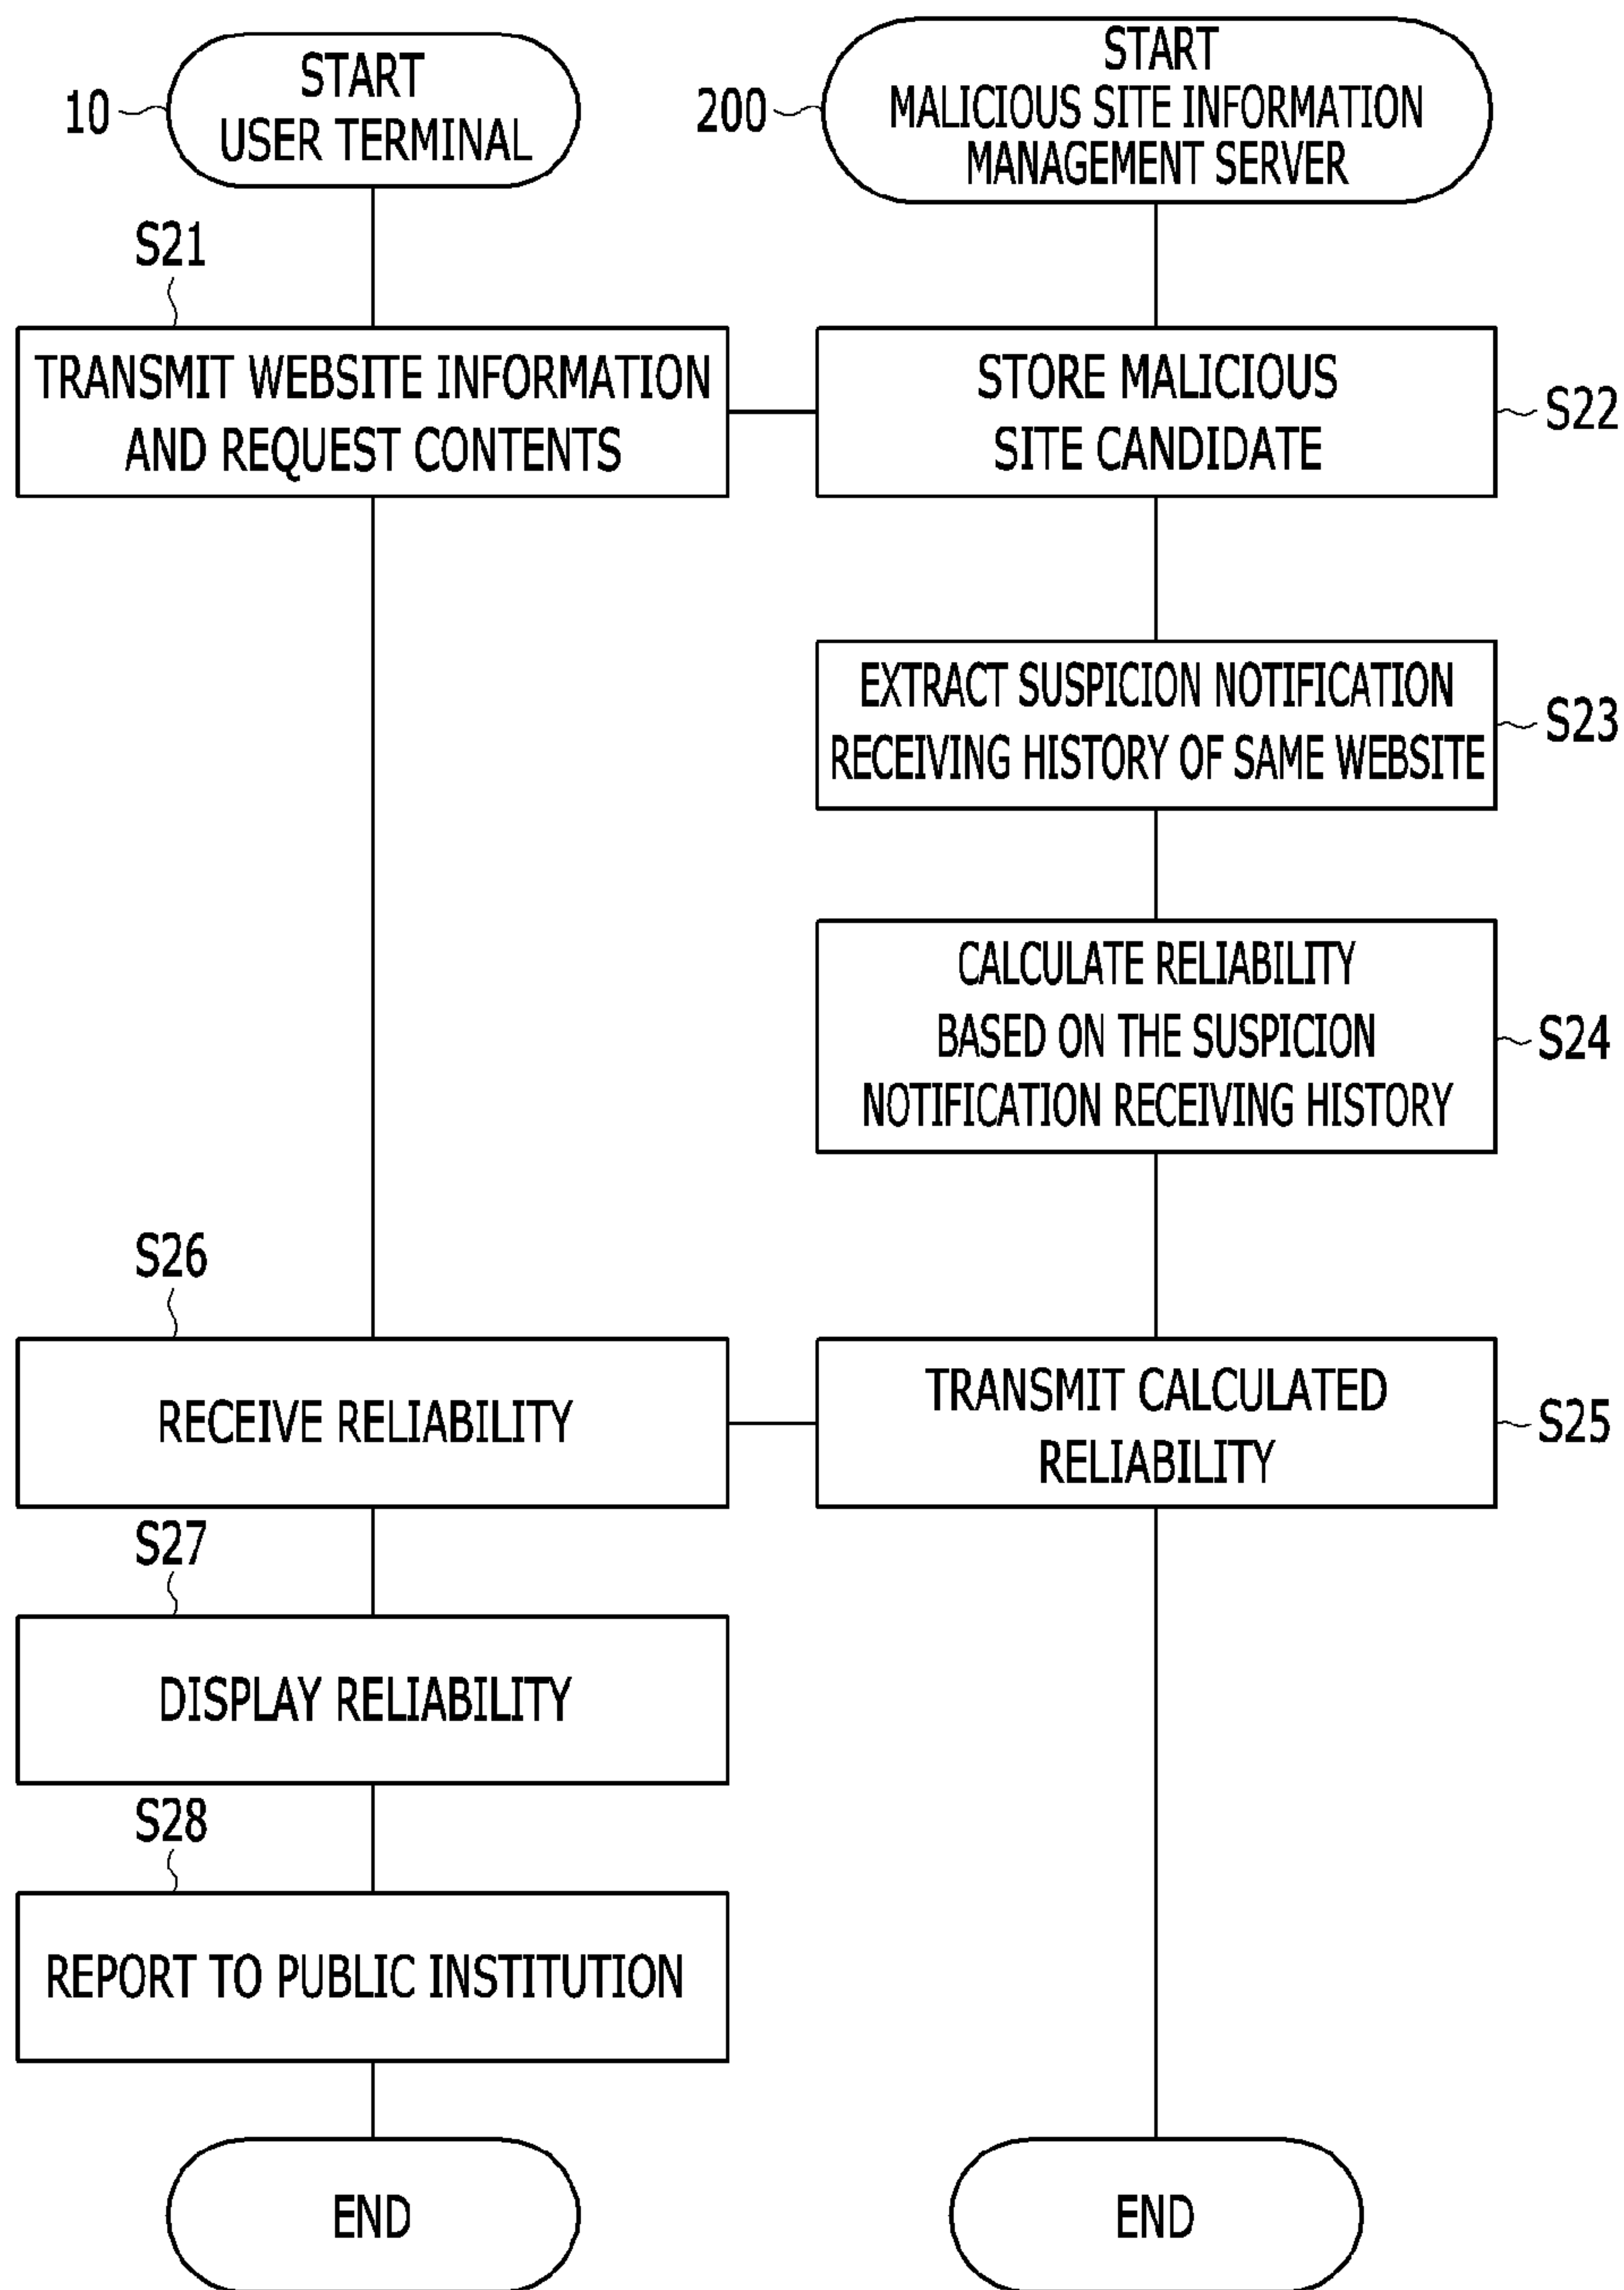 START
USER TERMINAL
10
START
MALICIOUS SITE INFORMATION
MANAGEMENT SERVER
200
S21
TRANSMIT WEBSITE INFORMATION
AND REQUEST CONTENTS
STORE MALICIOUS
SITE CANDIDATE
S22
EXTRACT SUSPICION NOTIFICATION
RECEIVING HISTORY OF SAME WEBSITE
S23
CALCULATE RELIABILITY
BASED ON THE SUSPICION
NOTIFICATION RECEIVING HISTORY
S24
S26
RECEIVE RELIABILITY
TRANSMIT CALCULATED
RELIABILITY
S25
S27
DISPLAY RELIABILITY
S28
REPORT TO PUBLIC INSTITUTION
END
END